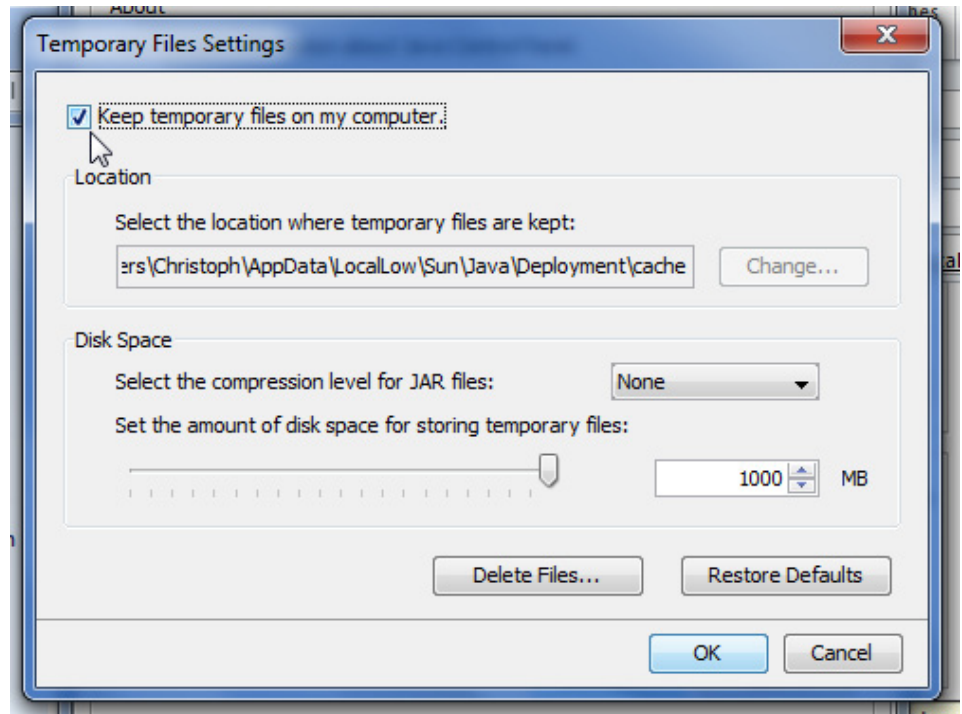 About
hes
Temporary Files Settings
Keep temporary files on my computer.
Location
Select the location where temporary files are kept:
ers\Christoph\AppData\LocalLow\Sun\Java\Deployment\cache
Change...
Disk Space
Select the compression level for JAR files:
None
Set the amount of disk space for storing temporary files:
1000 MB
Delete Files...
Restore Defaults
OK
Cancel